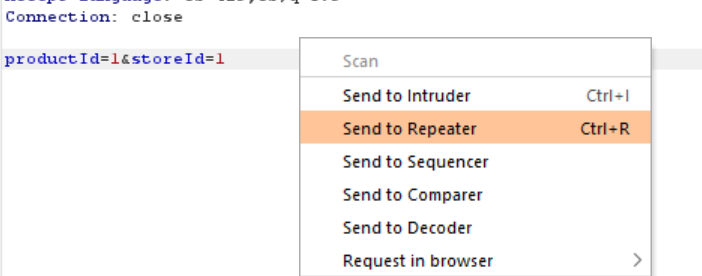 Connection: close
productId=1&storeId=1
Scan
Send to Intruder Ctrl+I
Send to Repeater Ctrl+R
Send to Sequencer
Send to Comparer
Send to Decoder
Request in browser